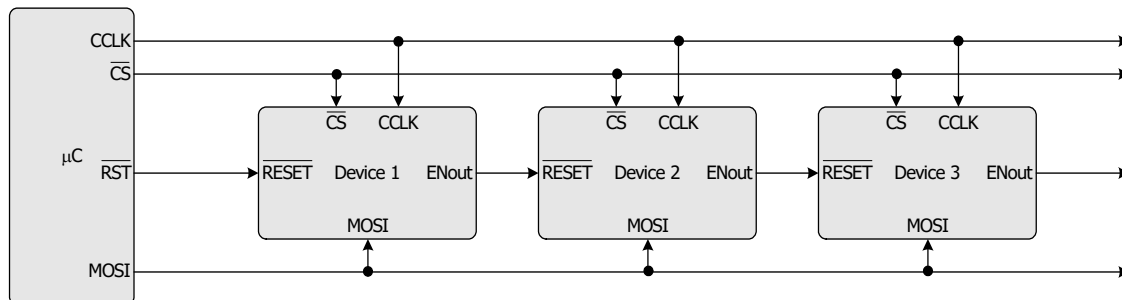 CCLK
CS
CS CCLK CS CCLK CS CCLK
μC RST RESET Device 1 ENout RESET Device 2 ENout RESET Device 3 ENout
MOSI MOSI MOSI
MOSI